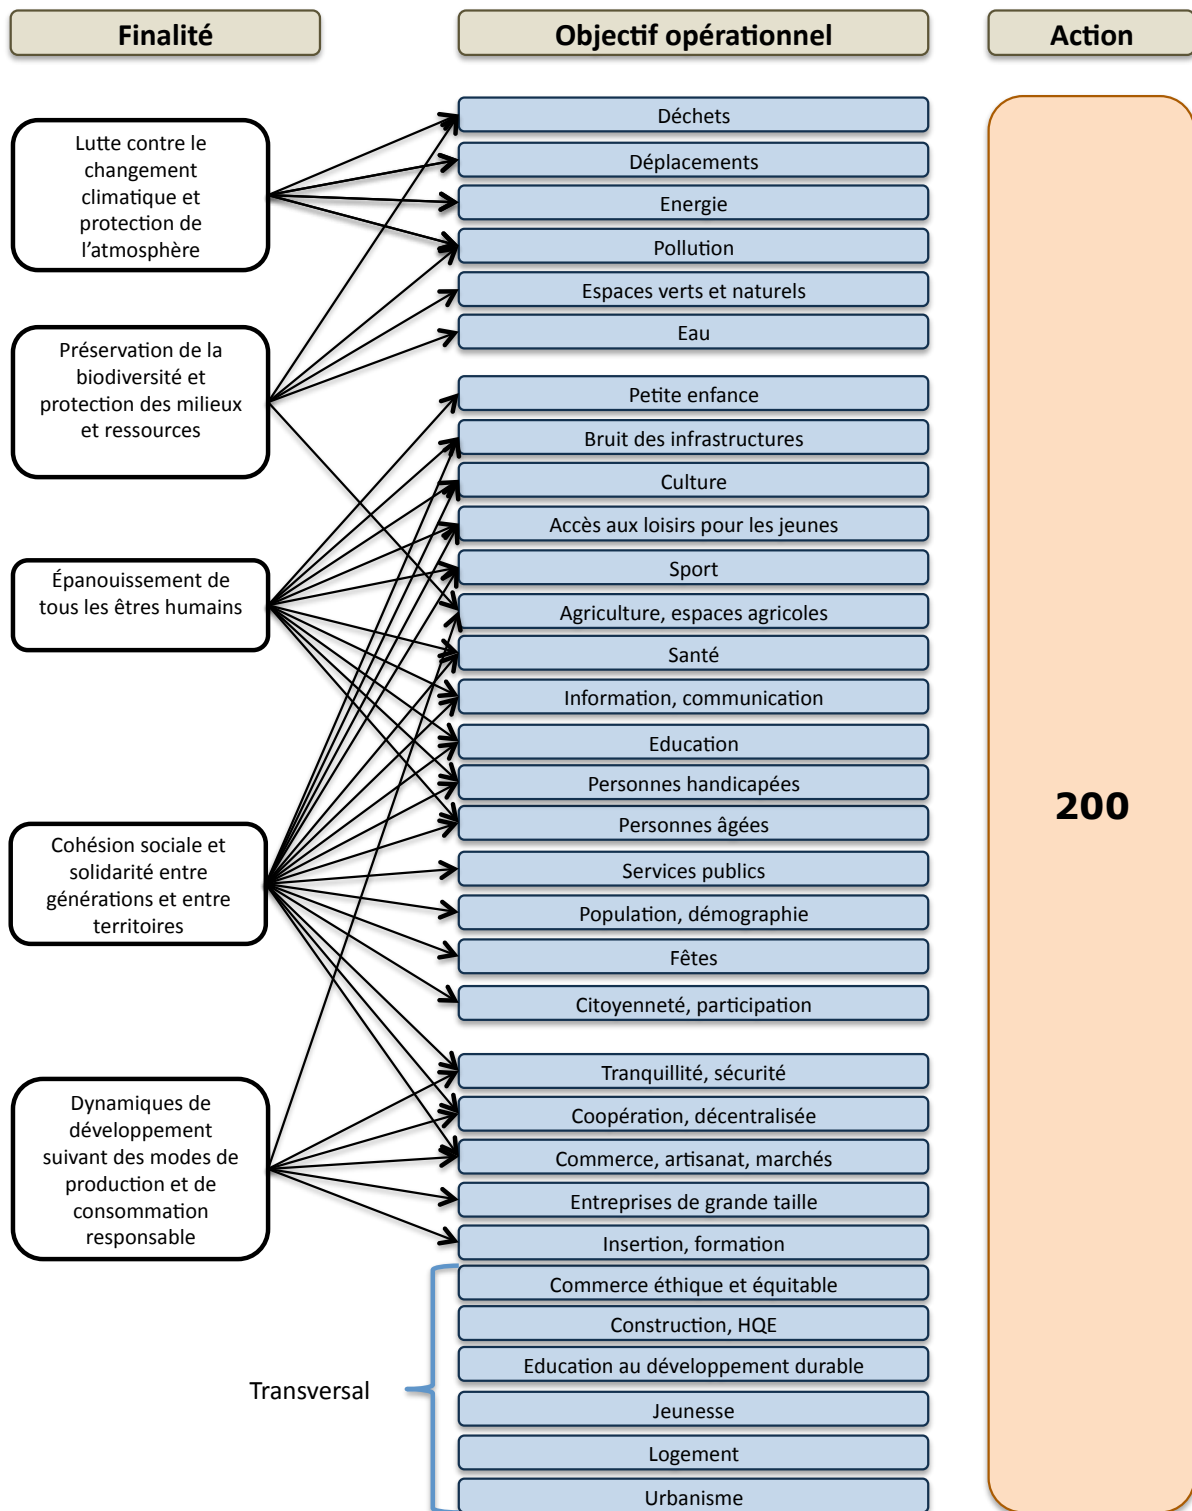 Finalité
Objectif opérationnel
Action
Lutte contre le
changement
climatique et
protection de
l’atmosphère
Préservation de la
biodiversité et
protection des milieux
et ressources
Épanouissement de
tous les êtres humains
Cohésion sociale et
solidarité entre
générations et entre
territoires
Dynamiques de
développement
suivant des modes de
production et de
consommation
responsable
Transversal
Déchets
Déplacements
Energie
Pollution
Espaces verts et naturels
Eau
Petite enfance
Bruit des infrastructures
Culture
Accès aux loisirs pour les jeunes
Sport
Agriculture, espaces agricoles
Santé
Information, communication
Education
Personnes handicapées
Personnes âgées
Services publics
Population, démographie
Fêtes
Citoyenneté, participation
Tranquillité, sécurité
Coopération, décentralisée
Commerce, artisanat, marchés
Entreprises de grande taille
Insertion, formation
Commerce éthique et équitable
Construction, HQE
Education au développement durable
Jeunesse
Logement
Urbanisme
200